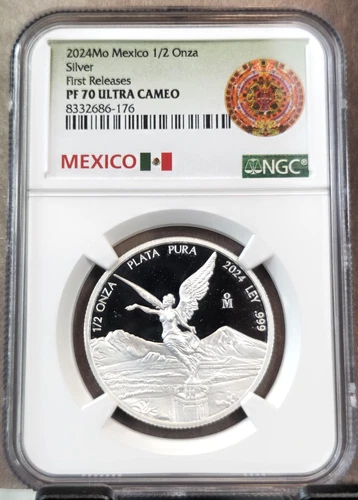 2024Mo Mexico 1/2 Onza
Silver
First Releases
PF 70 ULTRA CAMEO
8332686-176
MEXICO
NGC
1/2 ONZA PLATA PURA 2024 LEY .999
Mo